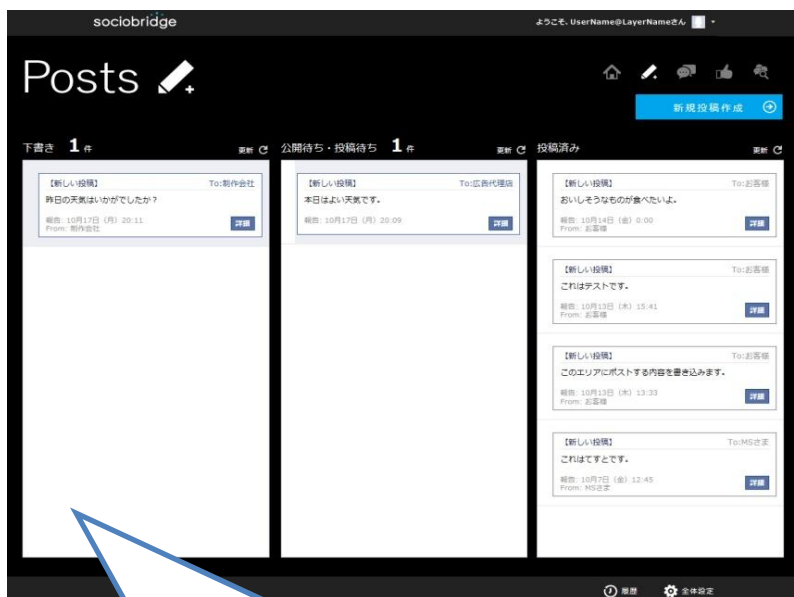 sociobridge
ようこそ、UserName@LayerNameさん
Posts
新規投稿作成
下書き 1件
更新
【新しい投稿】 To:制作会社
昨日の天気はいかがでしたか？
報告: 10月17日（月）20:11
From: 制作会社
詳細
公開待ち・投稿待ち 1件
更新
【新しい投稿】 To:広告代理店
本日はよい天気です。
報告: 10月17日（月）20:09
詳細
投稿済み
更新
【新しい投稿】 To:お客様
おいしそうなものが食べたいよ。
報告: 10月14日（金）0:00
From: お客様
詳細
【新しい投稿】 To:お客様
これはテストです。
報告: 10月13日（木）15:41
From: お客様
詳細
【新しい投稿】 To:お客様
このエリアにポストする内容を書き込みます。
報告: 10月13日（木）13:33
From: お客様
詳細
【新しい投稿】 To:MSさま
これはてすとです。
報告: 10月7日（金）12:45
From: MSさま
詳細
履歴
全体設定